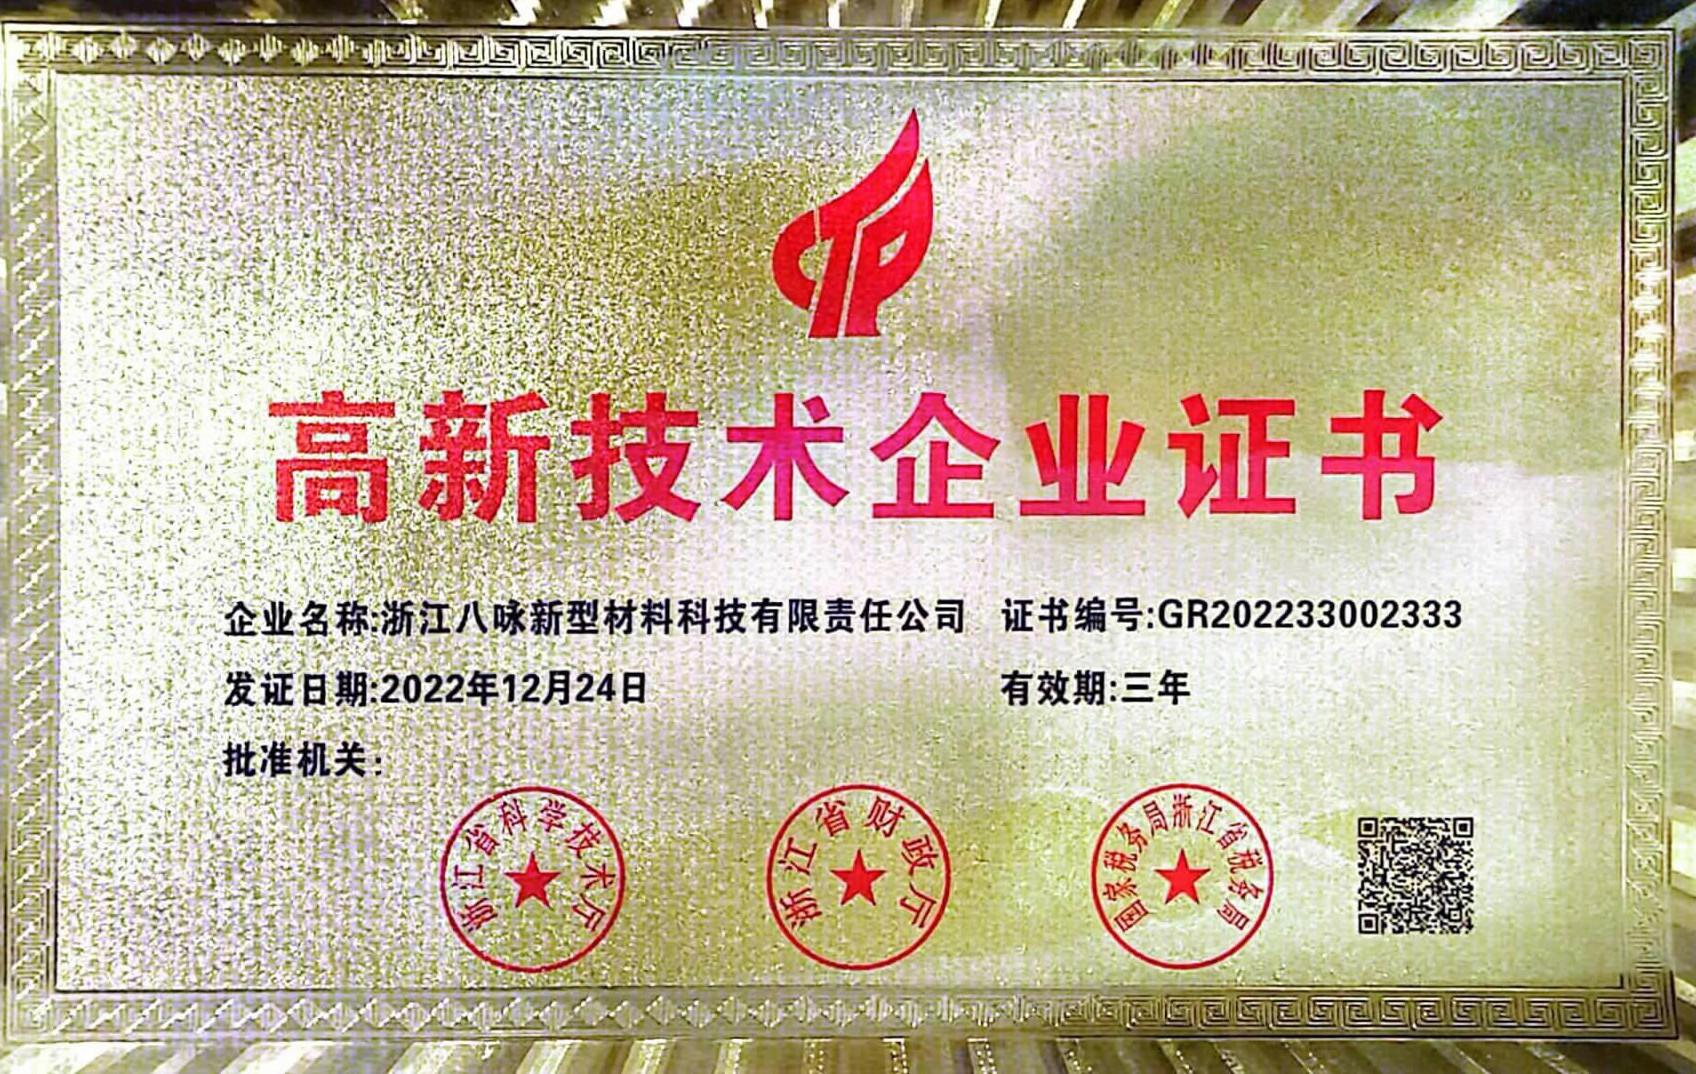 CTP
高新技术企业证书
企业名称:浙江八咏新型材料科技有限责任公司 证书编号:GR202233002333
发证日期:2022年12月24日 有效期:三年
批准机关:
浙江省科学技术厅
浙江省财政厅
国家税务局浙江省税务局